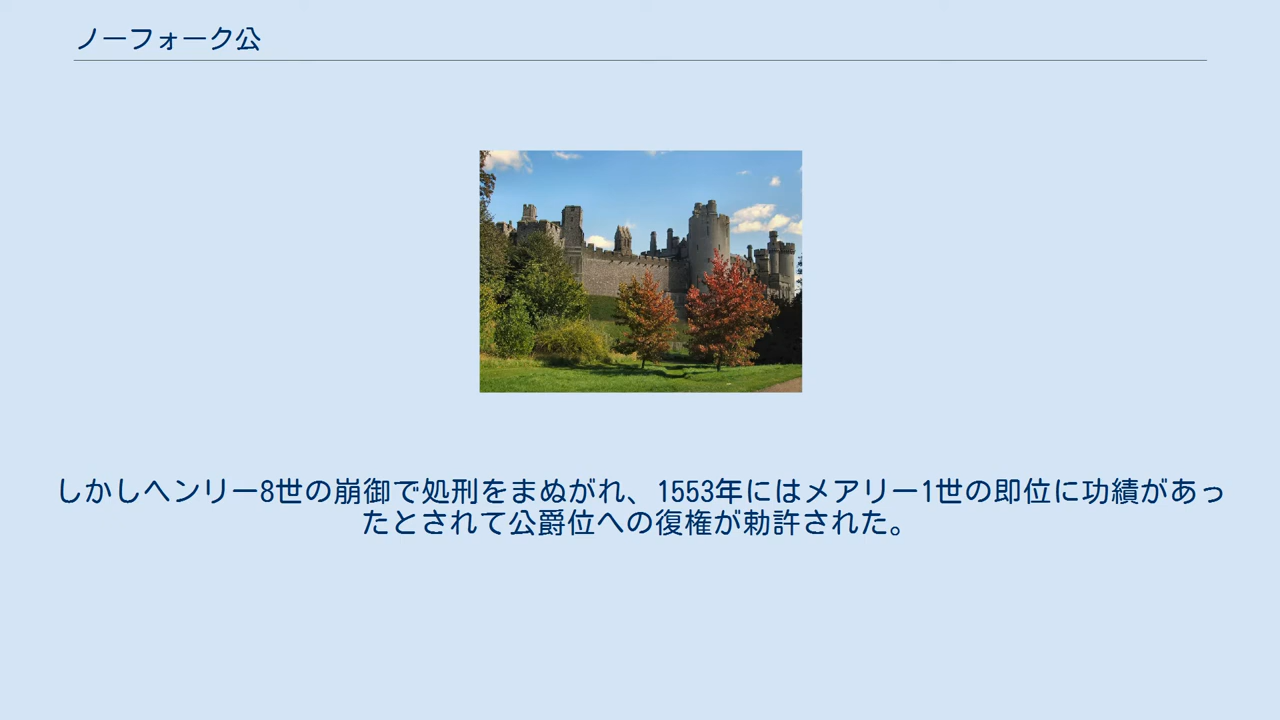 ノーフォーク公
しかしヘンリー8世の崩御で処刑をまぬがれ、1553年にはメアリー1世の即位に功績があっ
たとされて公爵位への復権が勅許された。